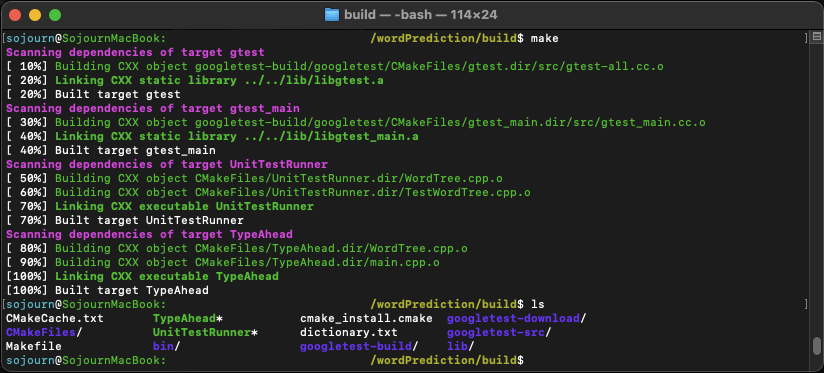 build — -bash — 114×24
[sojourn@SojournMacBook: /wordPrediction/build$ make ]
Scanning dependencies of target gtest
[ 10%] Building CXX object googletest-build/googletest/CMakeFiles/gtest.dir/src/gtest-all.cc.o
[ 20%] Linking CXX static library ../../lib/libgtest.a
[ 20%] Built target gtest
Scanning dependencies of target gtest_main
[ 30%] Building CXX object googletest-build/googletest/CMakeFiles/gtest_main.dir/src/gtest_main.cc.o
[ 40%] Linking CXX static library ../../lib/libgtest_main.a
[ 40%] Built target gtest_main
Scanning dependencies of target UnitTestRunner
[ 50%] Building CXX object CMakeFiles/UnitTestRunner.dir/WordTree.cpp.o
[ 60%] Building CXX object CMakeFiles/UnitTestRunner.dir/TestWordTree.cpp.o
[ 70%] Linking CXX executable UnitTestRunner
[ 70%] Built target UnitTestRunner
Scanning dependencies of target TypeAhead
[ 80%] Building CXX object CMakeFiles/TypeAhead.dir/WordTree.cpp.o
[ 90%] Building CXX object CMakeFiles/TypeAhead.dir/main.cpp.o
[100%] Linking CXX executable TypeAhead
[100%] Built target TypeAhead
[sojourn@SojournMacBook: /wordPrediction/build$ ls ]
CMakeCache.txt TypeAhead* cmake_install.cmake googletest-download/
CMakeFiles/ UnitTestRunner* dictionary.txt googletest-src/
Makefile bin/ googletest-build/ lib/
sojourn@SojournMacBook: /wordPrediction/build$